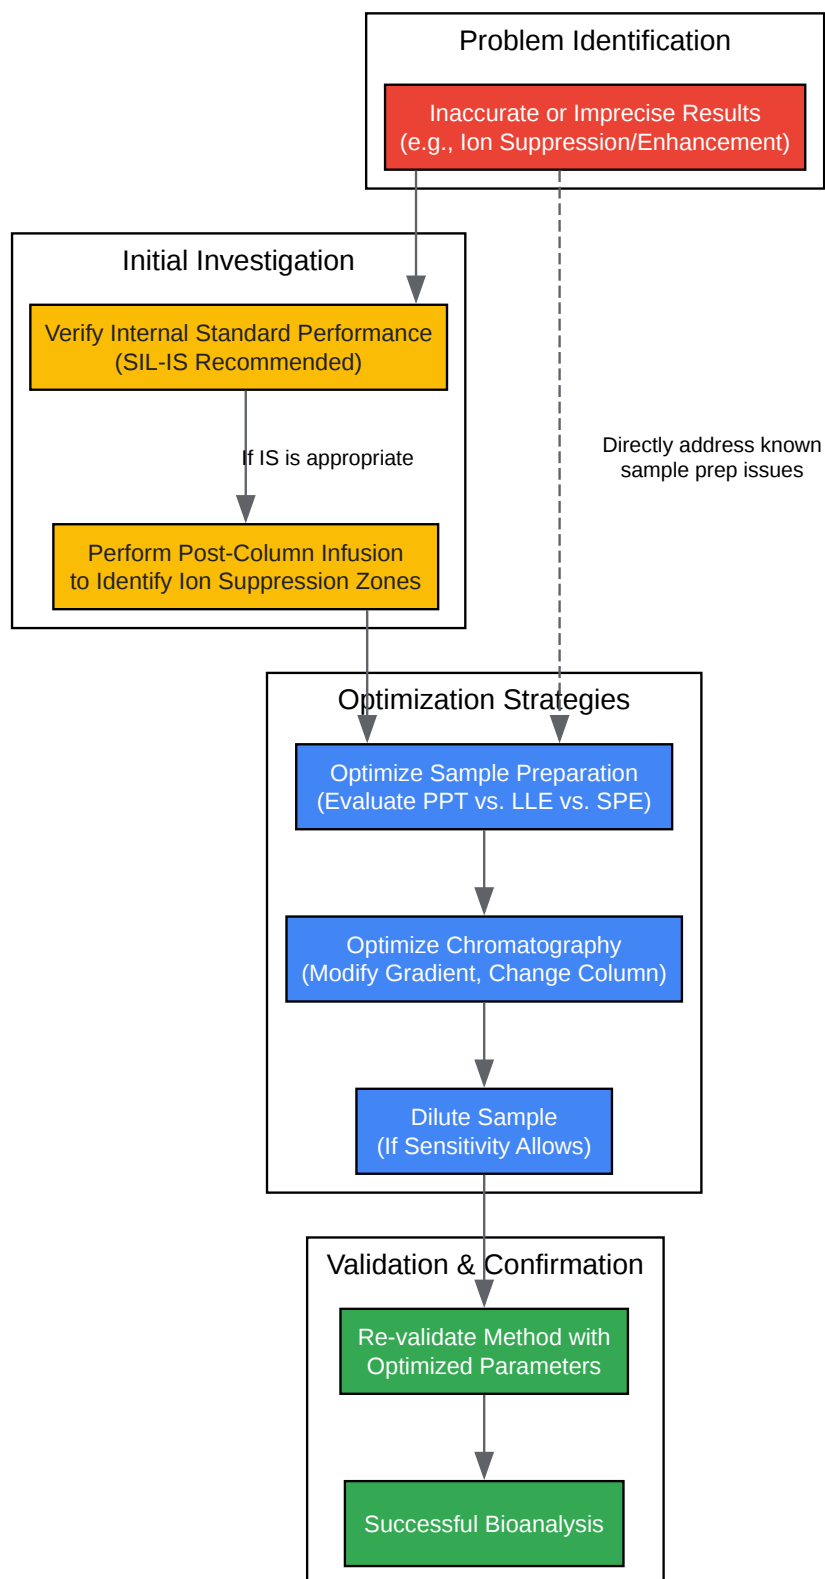 Problem Identification
Inaccurate or Imprecise Results
(e.g., Ion Suppression/Enhancement)
Initial Investigation
Verify Internal Standard Performance
(SIL-IS Recommended)
If IS is appropriate
Directly address known
sample prep issues
Perform Post-Column Infusion
to Identify Ion Suppression Zones
Optimization Strategies
Optimize Sample Preparation
(Evaluate PPT vs. LLE vs. SPE)
Optimize Chromatography
(Modify Gradient, Change Column)
Dilute Sample
(If Sensitivity Allows)
Validation & Confirmation
Re-validate Method with
Optimized Parameters
Successful Bioanalysis